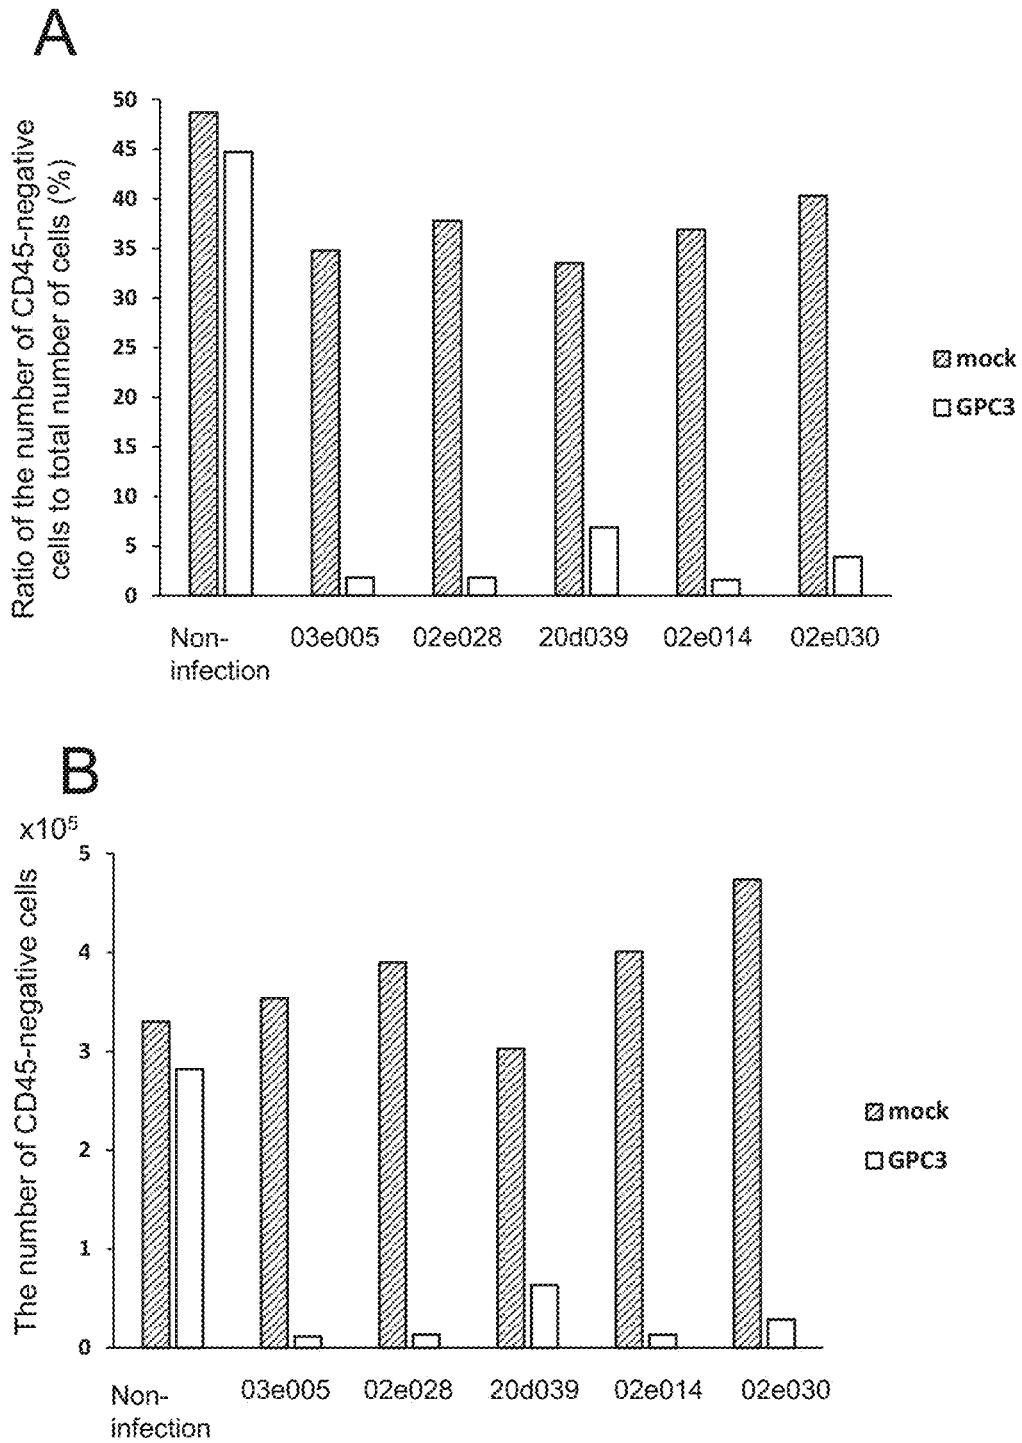 A
Ratio of the number of CD45-negative
cells to total number of cells (%)
50
45
40
35
30
25
20
15
10
5
0
mock
GPC3
Non-
infection
03e005
02e028
20d039
02e014
02e030
B
x10⁵
The number of CD45-negative cells
5
4
3
2
1
0
mock
GPC3
Non-
infection
03e005
02e028
20d039
02e014
02e030